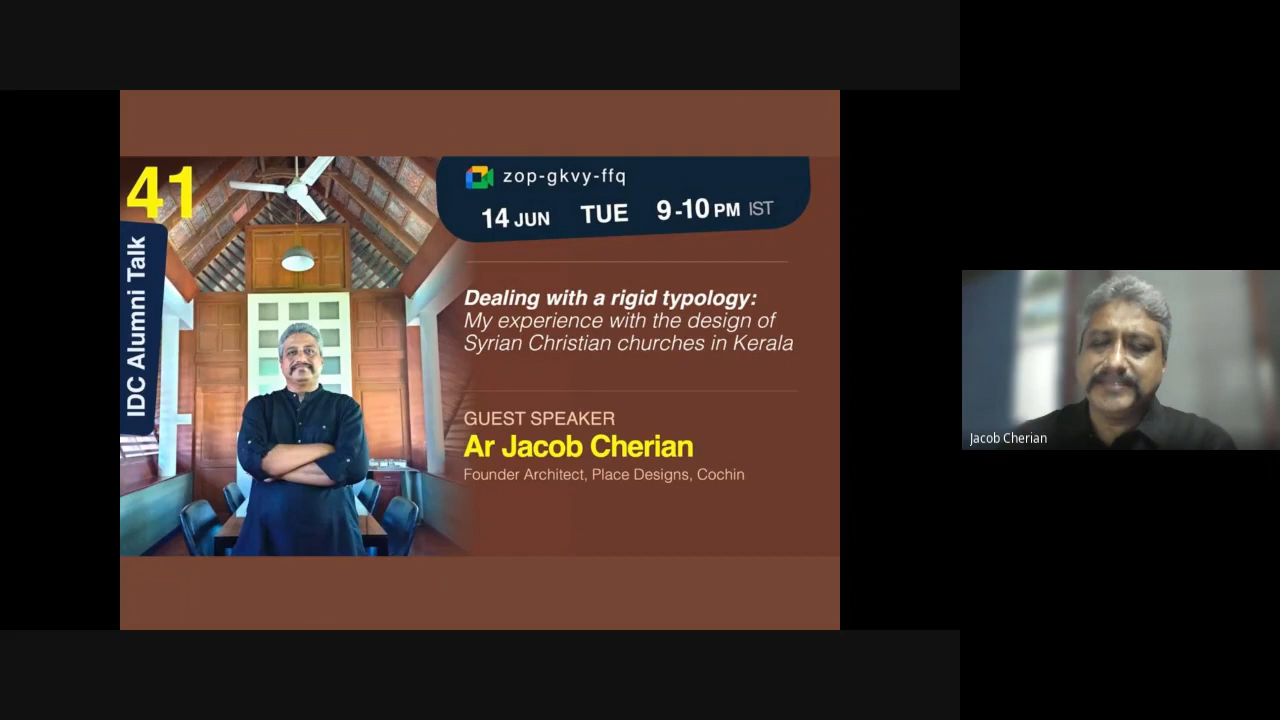 41
IDC Alumni Talk
zop-gkvy-ffq
14 JUN TUE 9-10 PM IST
Dealing with a rigid typology:
My experience with the design of
Syrian Christian churches in Kerala
GUEST SPEAKER
Ar Jacob Cherian
Founder Architect, Place Designs, Cochin
Jacob Cherian